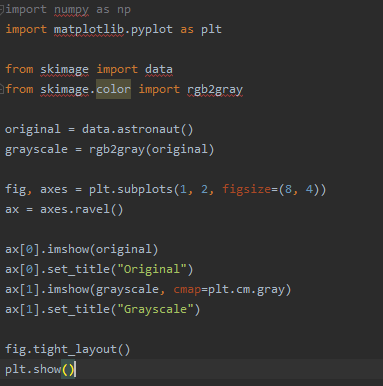 import numpy as np
import matplotlib.pyplot as plt
from skimage import data
from skimage.color import rgb2gray
original = data.astronaut()
grayscale = rgb2gray(original)
fig, axes = plt.subplots(1, 2, figsize=(8, 4))
ax = axes.ravel()
ax[0].imshow(original)
ax[0].set_title("Original")
ax[1].imshow(grayscale, cmap=plt.cm.gray)
ax[1].set_title("Grayscale")
fig.tight_layout()
plt.show()